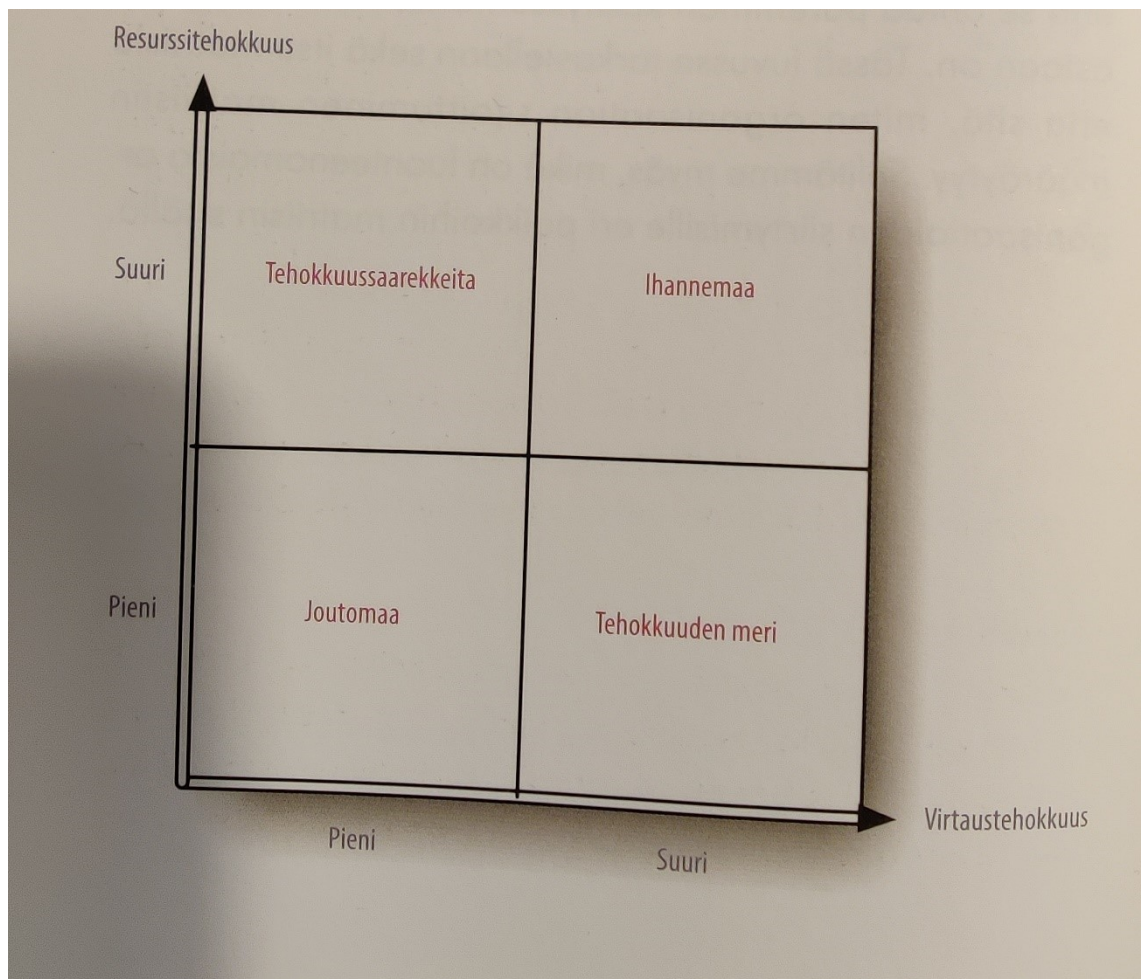 Resurssitehokkuus
Suuri
Tehokkuussaarekkeita
Ihannemaa
Pieni
Joutomaa
Tehokkuuden meri
Virtaustehokkuus
Pieni
Suuri